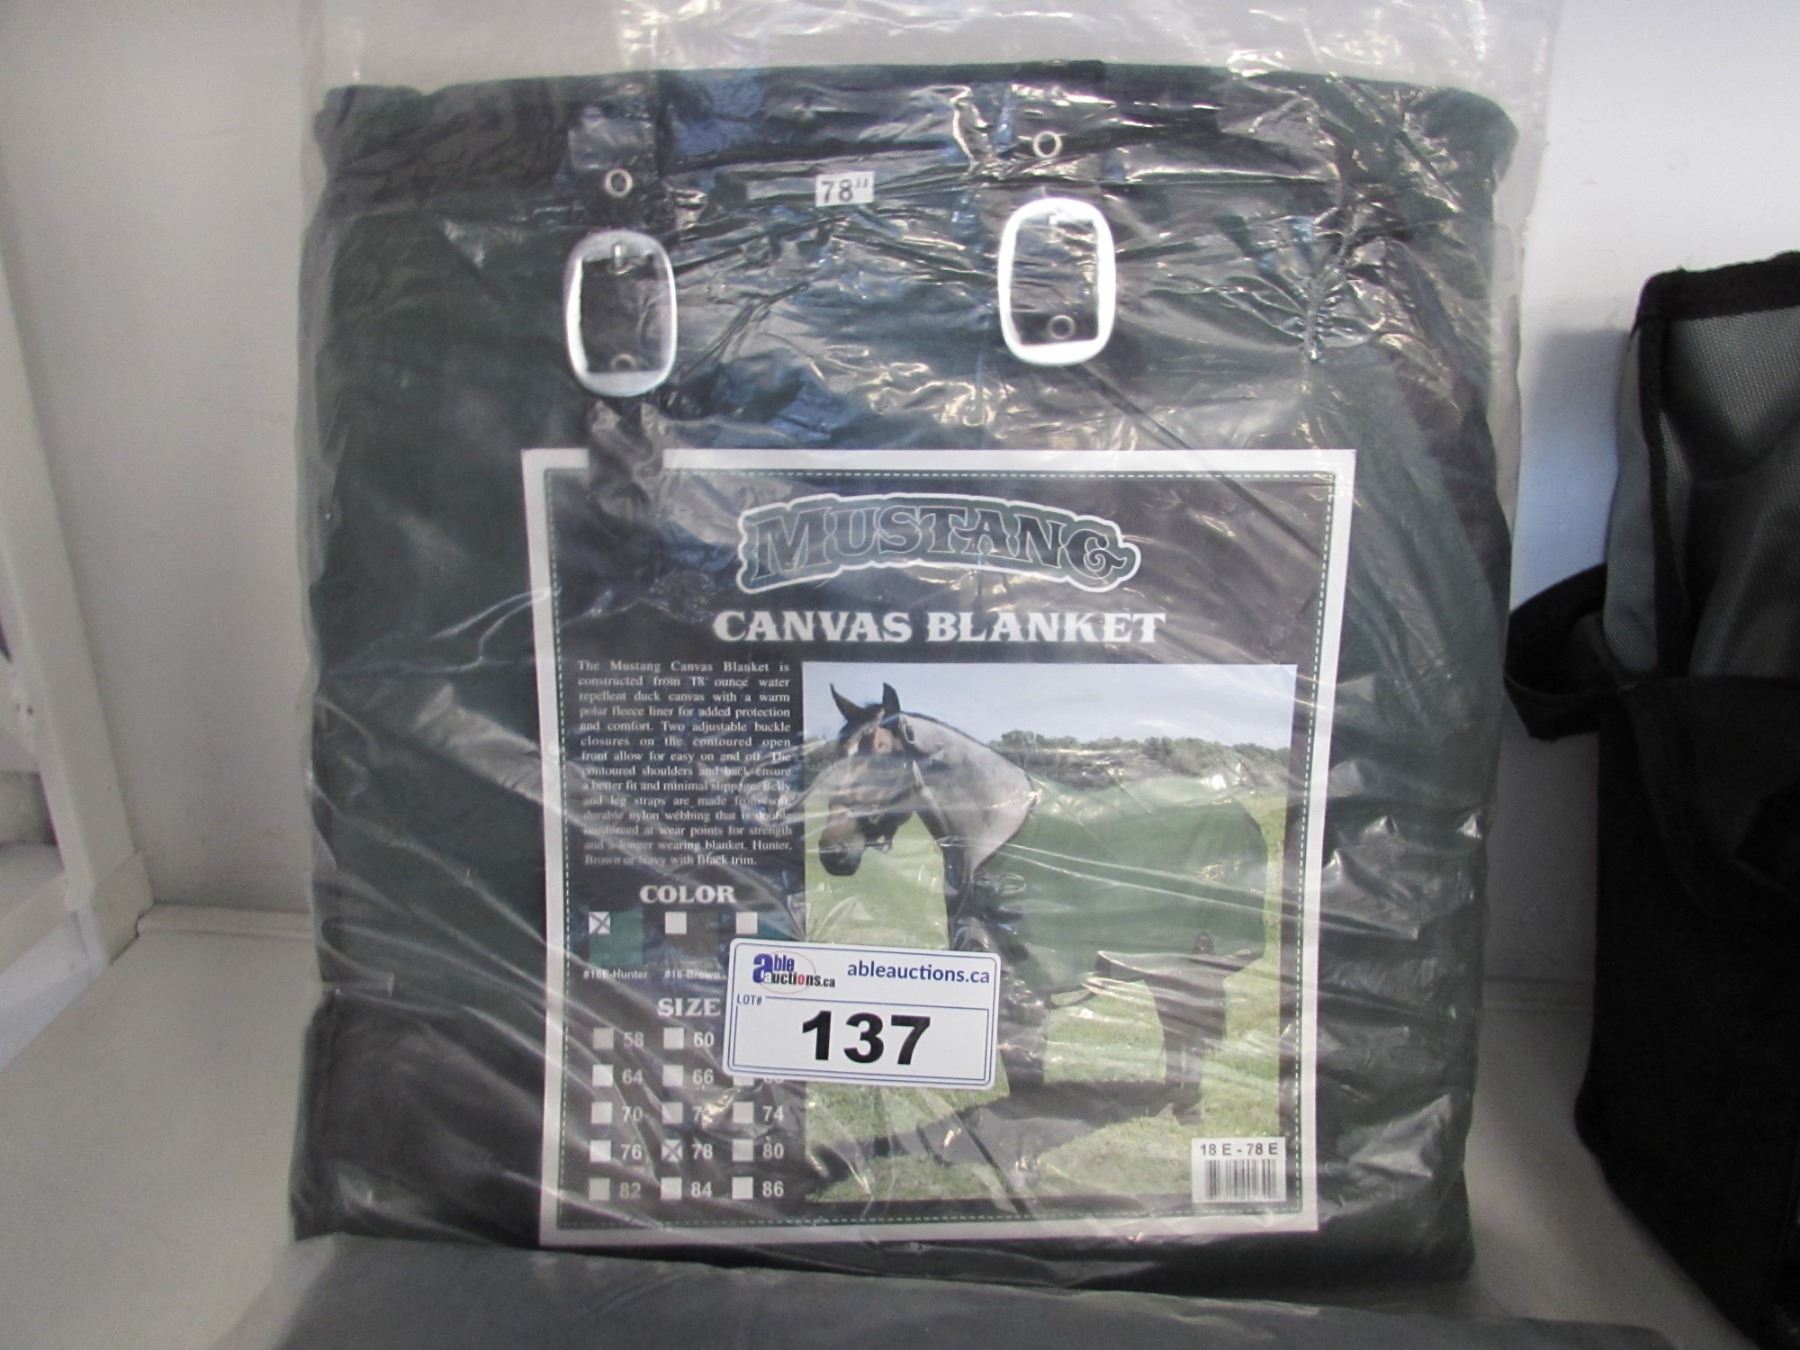 78"
MUSTANG
CANVAS BLANKET
The Mustang Canvas Blanket is
constructed from 18 ounce water
repellent duck canvas with a warm
polar fleece liner for added protection
and comfort. Two adjustable buckle
closures on the contoured open
front allow for easy on and off. The
contoured shoulders and back ensure
a better fit and minimal slippage. Belly
and leg straps are made from soft,
durable nylon webbing that is double
reinforced at wear points for strength
and a longer wearing blanket. Hunter,
Brown or Navy with Black trim.
COLOR
#18E-Hunter #18-Brown
SIZE
58 60
64 66
70 72 74
76 78 80
82 84 86
able auctions.ca
ableauctions.ca
LOT#
137
18 E - 78 E